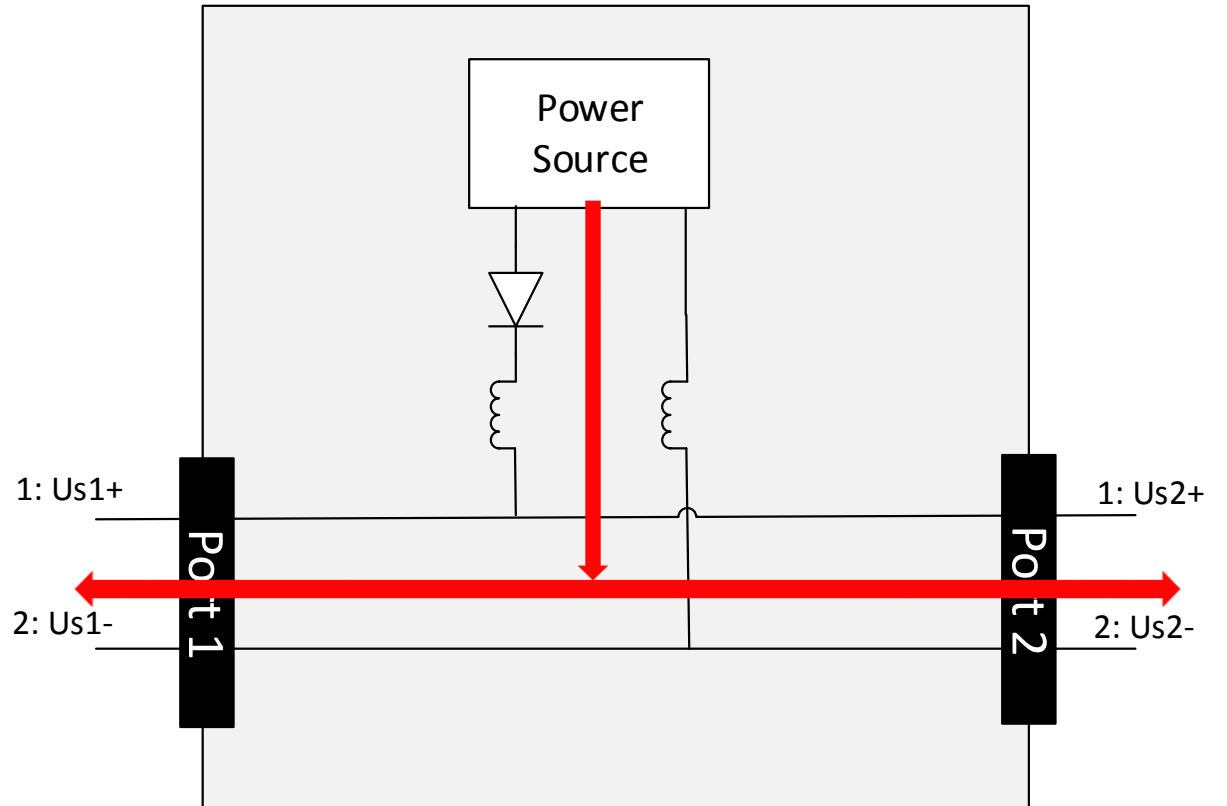 Power
Source
1: Us1+
1: Us2+
Port 1
Port 2
2: Us1-
2: Us2-